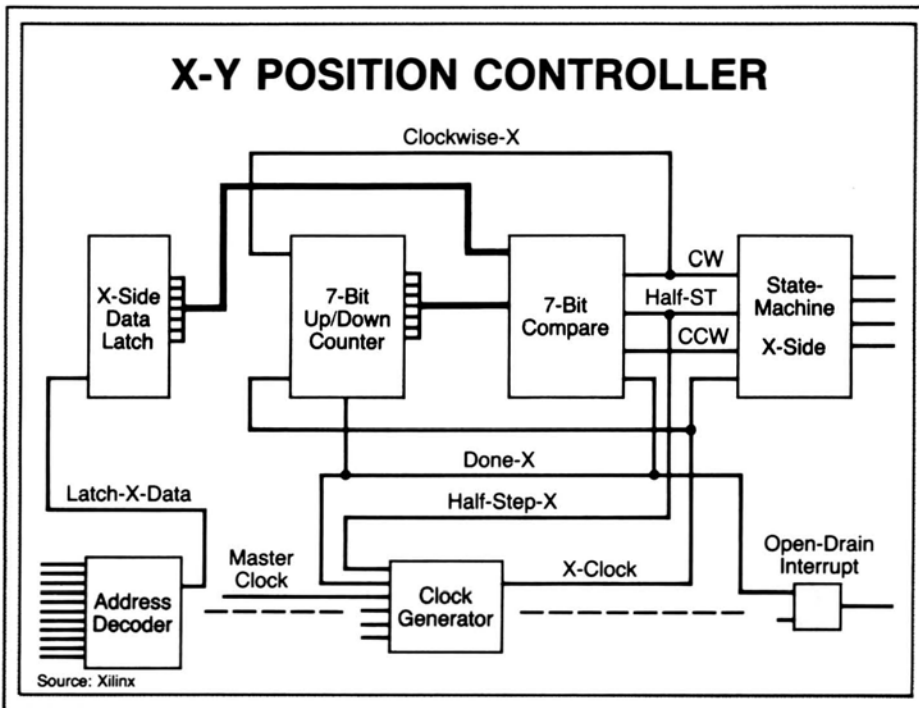 X-Y POSITION CONTROLLER
Clockwise-X
X-Side
Data
Latch
7-Bit
Up/Down
Counter
7-Bit
Compare
CW
Half-ST
CCW
State-
Machine
X-Side
Done-X
Latch-X-Data
Half-Step-X
Master
Clock
X-Clock
Open-Drain
Interrupt
Address
Decoder
Clock
Generator
Source: Xilinx